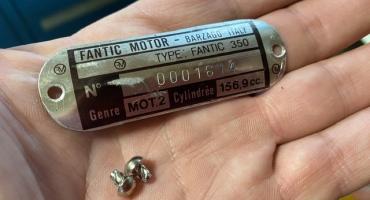 FANTIC MOTOR - BARZAGO ITALY
TYPE: FANTIC 350
N°
Genre MOT.2 Cylindrée 156,9 cc.